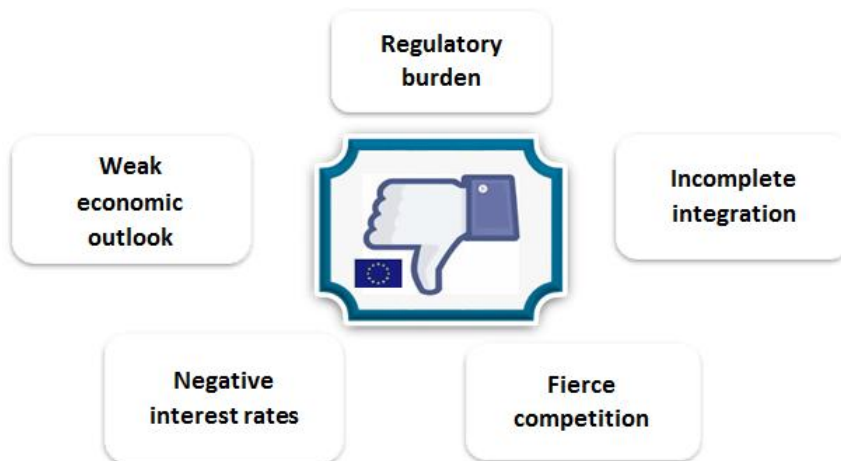 Regulatory
burden
Weak
economic
outlook
Incomplete
integration
Negative
interest rates
Fierce
competition